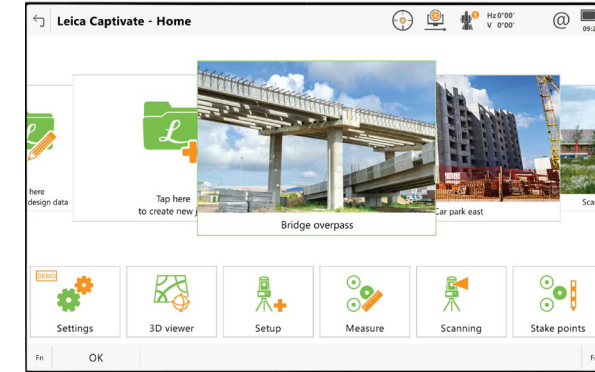 Leica Captivate - Home
Hz 0°00'
V 0°00'
@
here
design data
Tap here
to create new
Bridge overpass
Car park east
DEMO
Settings
3D viewer
Setup
Measure
Scanning
Stake points
Fn
OK